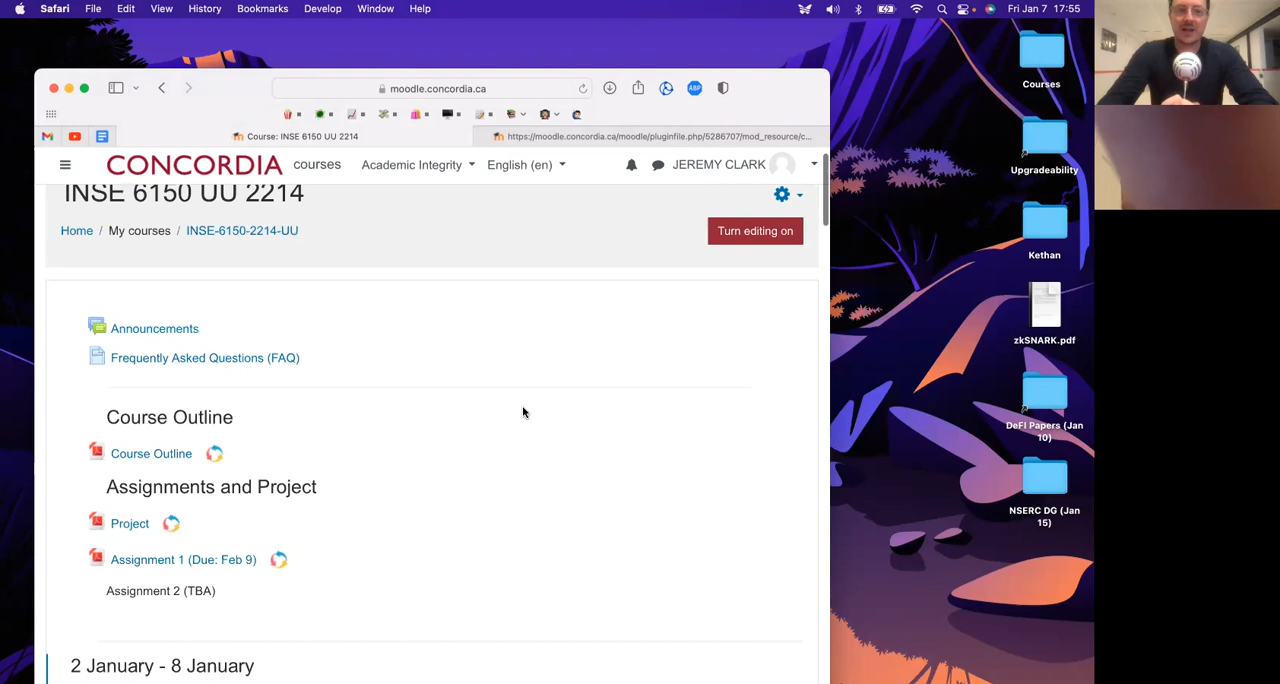 Safari File Edit View History Bookmarks Develop Window Help Fri Jan 7 17:55
moodle.concordia.ca
Course: INSE 6150 UU 2214
https://moodle.concordia.ca/moodle/pluginfile.php/5286707/mod_resource/c...
CONCORDIA courses Academic Integrity English (en) JEREMY CLARK
INSE 6150 UU 2214
Home / My courses / INSE-6150-2214-UU
Turn editing on
Announcements
Frequently Asked Questions (FAQ)
Course Outline
Course Outline
Assignments and Project
Project
Assignment 1 (Due: Feb 9)
Assignment 2 (TBA)
2 January - 8 January
Courses
Upgradeability
Kethan
zkSNARK.pdf
DeFI Papers (Jan
10)
NSERC DG (Jan
15)